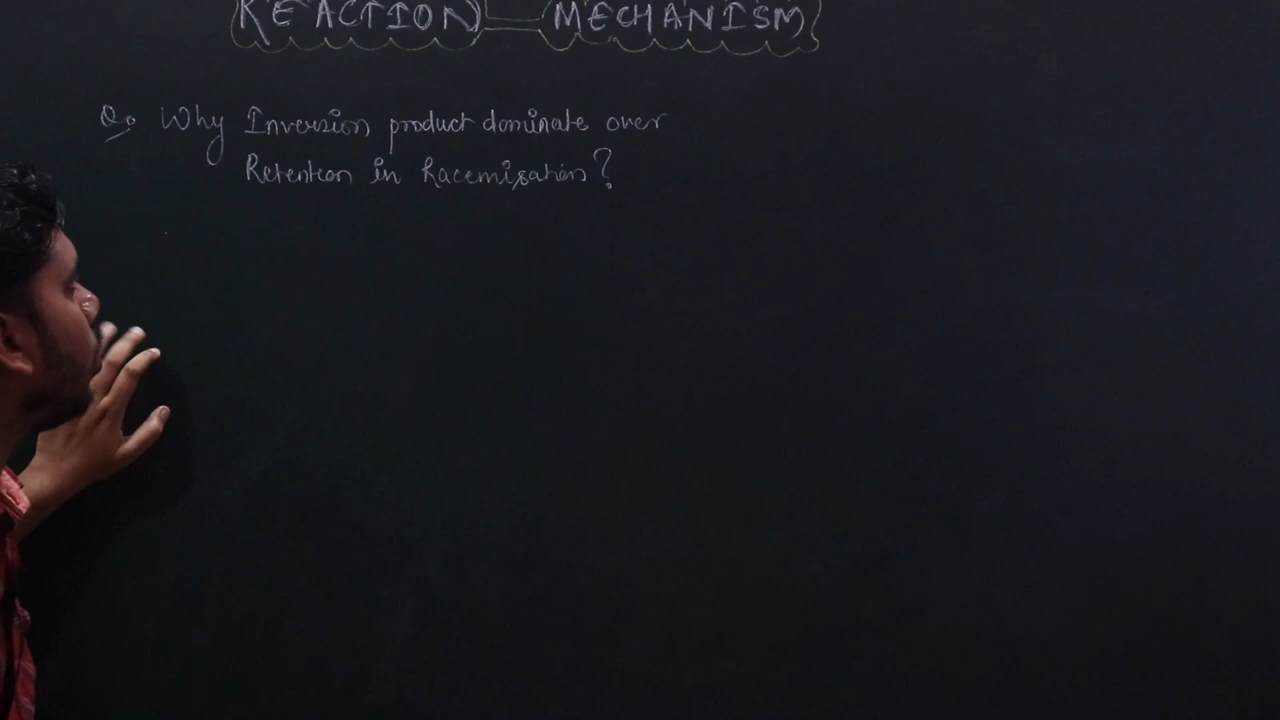 REACTION MECHANISM
Q. Why Inversion product dominate over
Retention in Racemisation?